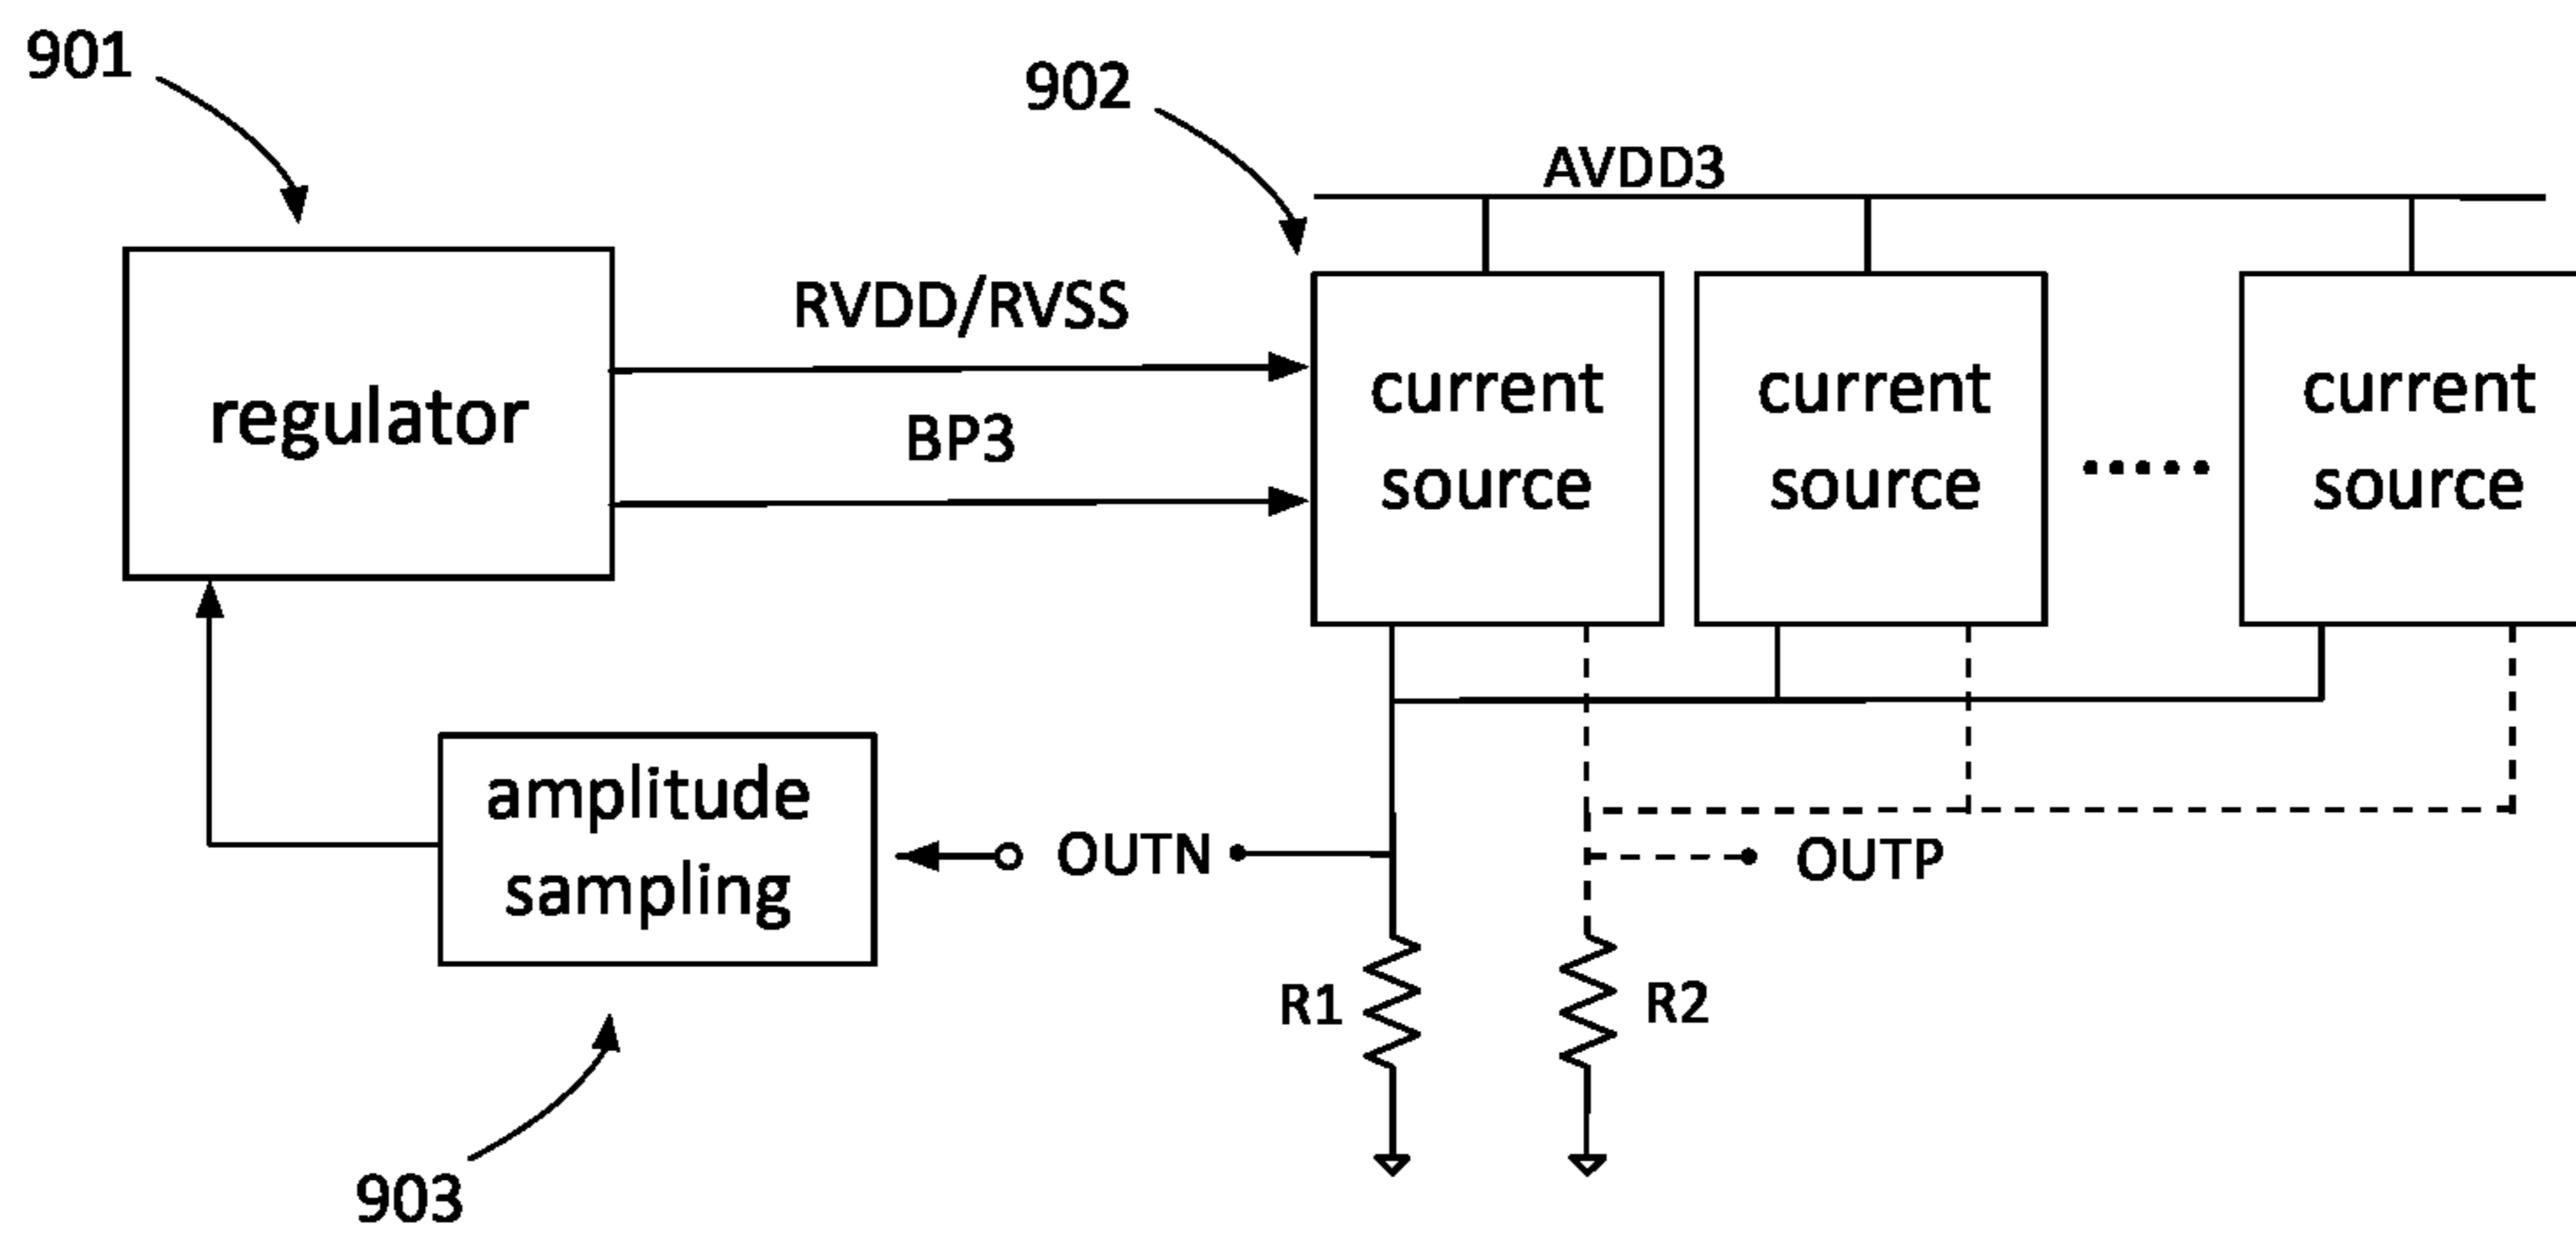 901
902
AVDD3
RVDD/RVSS
regulator
BP3
current
source
current
source
current
source
amplitude
sampling
OUTN
OUTP
R1
R2
903